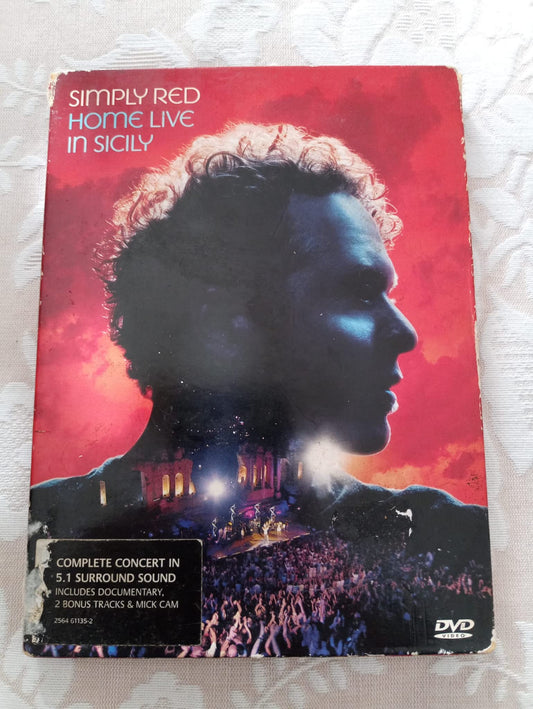 SIMPLY RED
HOME LIVE
IN SICILY
COMPLETE CONCERT IN
5.1 SURROUND SOUND
INCLUDES DOCUMENTARY,
2 BONUS TRACKS & MICK CAM
2564 61135-2
DVD
VIDEO